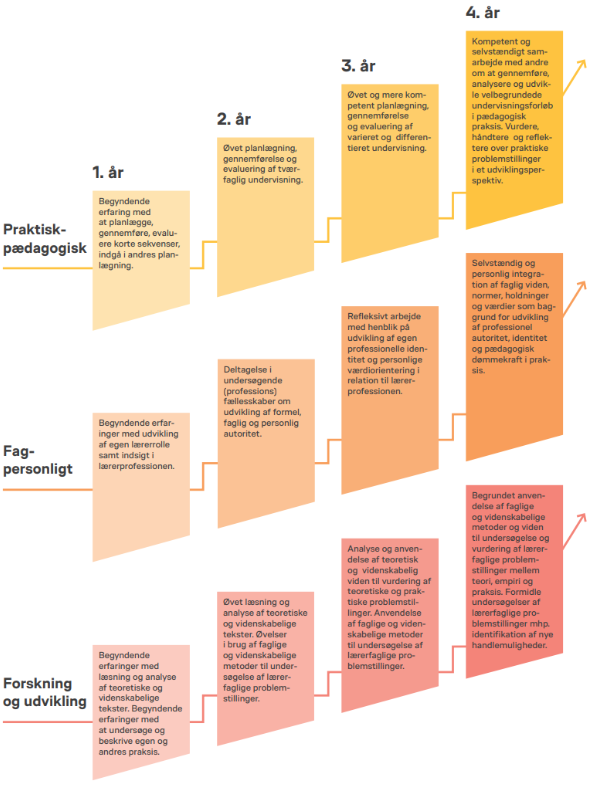 1. år
2. år
3. år
4. år
Praktisk-
pædagogisk
Begyndende
erfaring med
at planlægge,
gennemføre, evalu-
ere korte sekvenser,
indgå i andres plan-
lægning.
Øvet planlægning,
gennemførelse og
evaluering af tvær-
faglig undervisning.
Øvet og mere kom-
petent planlægning,
gennemførelse
og evaluering af
varieret og differen-
tieret undervisning.
Kompetent og
selvstændigt sam-
arbejde med andre
om at gennemføre,
analysere og udvik-
le velbegrundede
undervisningsforløb
i pædagogisk
praksis. Vurdere,
håndtere og reflek-
tere over praktiske
problemstillinger
i et udviklingsper-
spektiv.
Fag-
personligt
Begyndende erfar-
inger med udvikling
af egen lærerrolle
samt indsigt i
lærerprofessionen.
Deltagelse i
undersøgende
(professions)
fællesskaber om
udvikling af formel,
faglig og personlig
autoritet.
Refleksivt arbejde
med henblik på
udvikling af egen
professionelle iden-
titet og personlige
værdiorientering i
relation til lærer-
professionen.
Selvstændig og
personlig integra-
tion af faglig viden,
normer, holdninger
og værdier som bag-
grund for udvikling
af professionel
autoritet, identitet
og pædagogisk
dømmekraft i prak-
sis.
Forskning
og udvikling
Begyndende
erfaringer med
læsning og analyse
af teoretiske og
videnskabelige
tekster. Begyndende
erfaringer med
at undersøge og
beskrive egen og
andres praksis.
Øvet læsning og
analyse af teoretiske
og videnskabelige
tekster. Øvelser
i brug af faglige
og videnskabelige
metoder til under-
søgelse af lærer-
faglige problem-
stillinger.
Analyse og anven-
delse af teoretisk
og videnskabelig
viden til vurdering af
teoretiske og prak-
tiske problemstil-
linger. Anvendelse
af faglige og viden-
skabelige metoder
til undersøgelse af
lærerfaglige pro-
blemstillinger.
Begrundet anven-
delse af faglige
og videnskabelige
metoder og viden
til undersøgelse og
vurdering af lærer-
faglige problem-
stillinger mellem
teori, empiri og
praksis. Formidle
undersøgelser af
lærerfaglige pro-
blemstillinger mhp.
identifikation af nye
handlemuligheder.